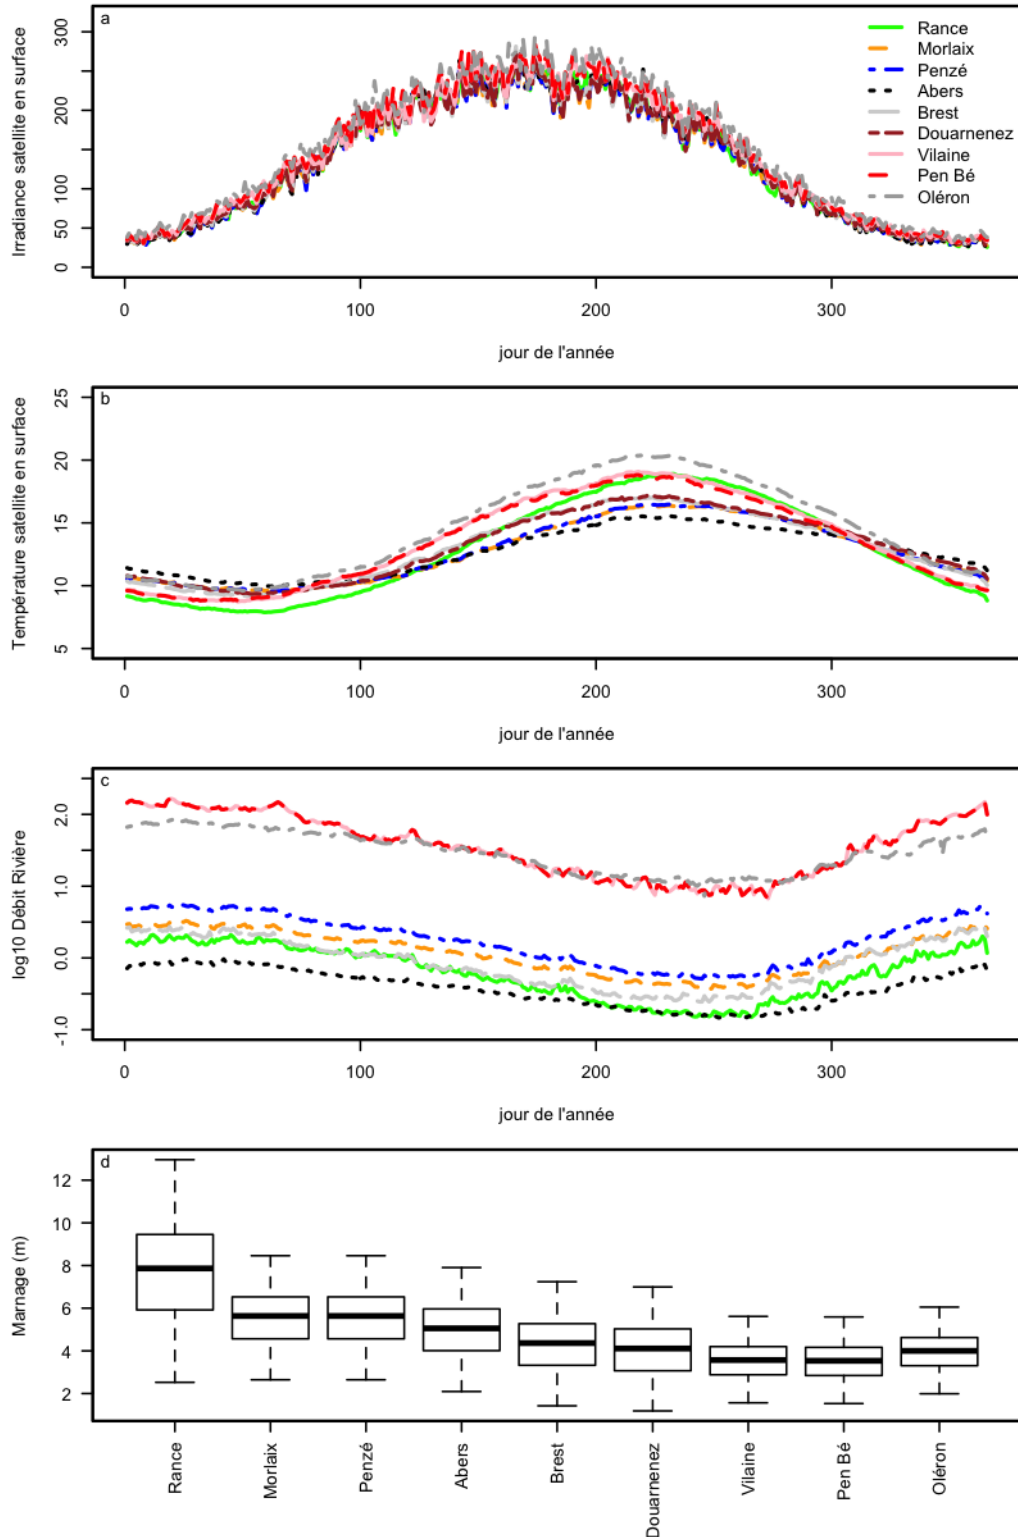 a
Irradiance satellite en surface
300
200
100
50
0
Rance
Morlaix
Penzé
Abers
Brest
Douarnenez
Vilaine
Pen Bé
Oléron
0 100 200 300
jour de l'année
b
Température satellite en surface
25
20
15
10
5
0 100 200 300
jour de l'année
c
log10 Débit Rivière
2.0
1.0
0.0
-1.0
0 100 200 300
jour de l'année
d
Marnage (m)
12
10
8
6
4
2
Rance
Morlaix
Penzé
Abers
Brest
Douarnenez
Vilaine
Pen Bé
Oléron